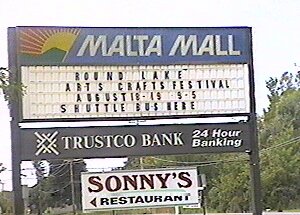 MALTA MALL
ROUND LAKE
ARTS CRAFTS FESTIVAL
AUGUST 18-19 9-5
SHUTTLE BUS HERE
TRUSTCO BANK 24 Hour
Banking
SONNY'S
RESTAURANT